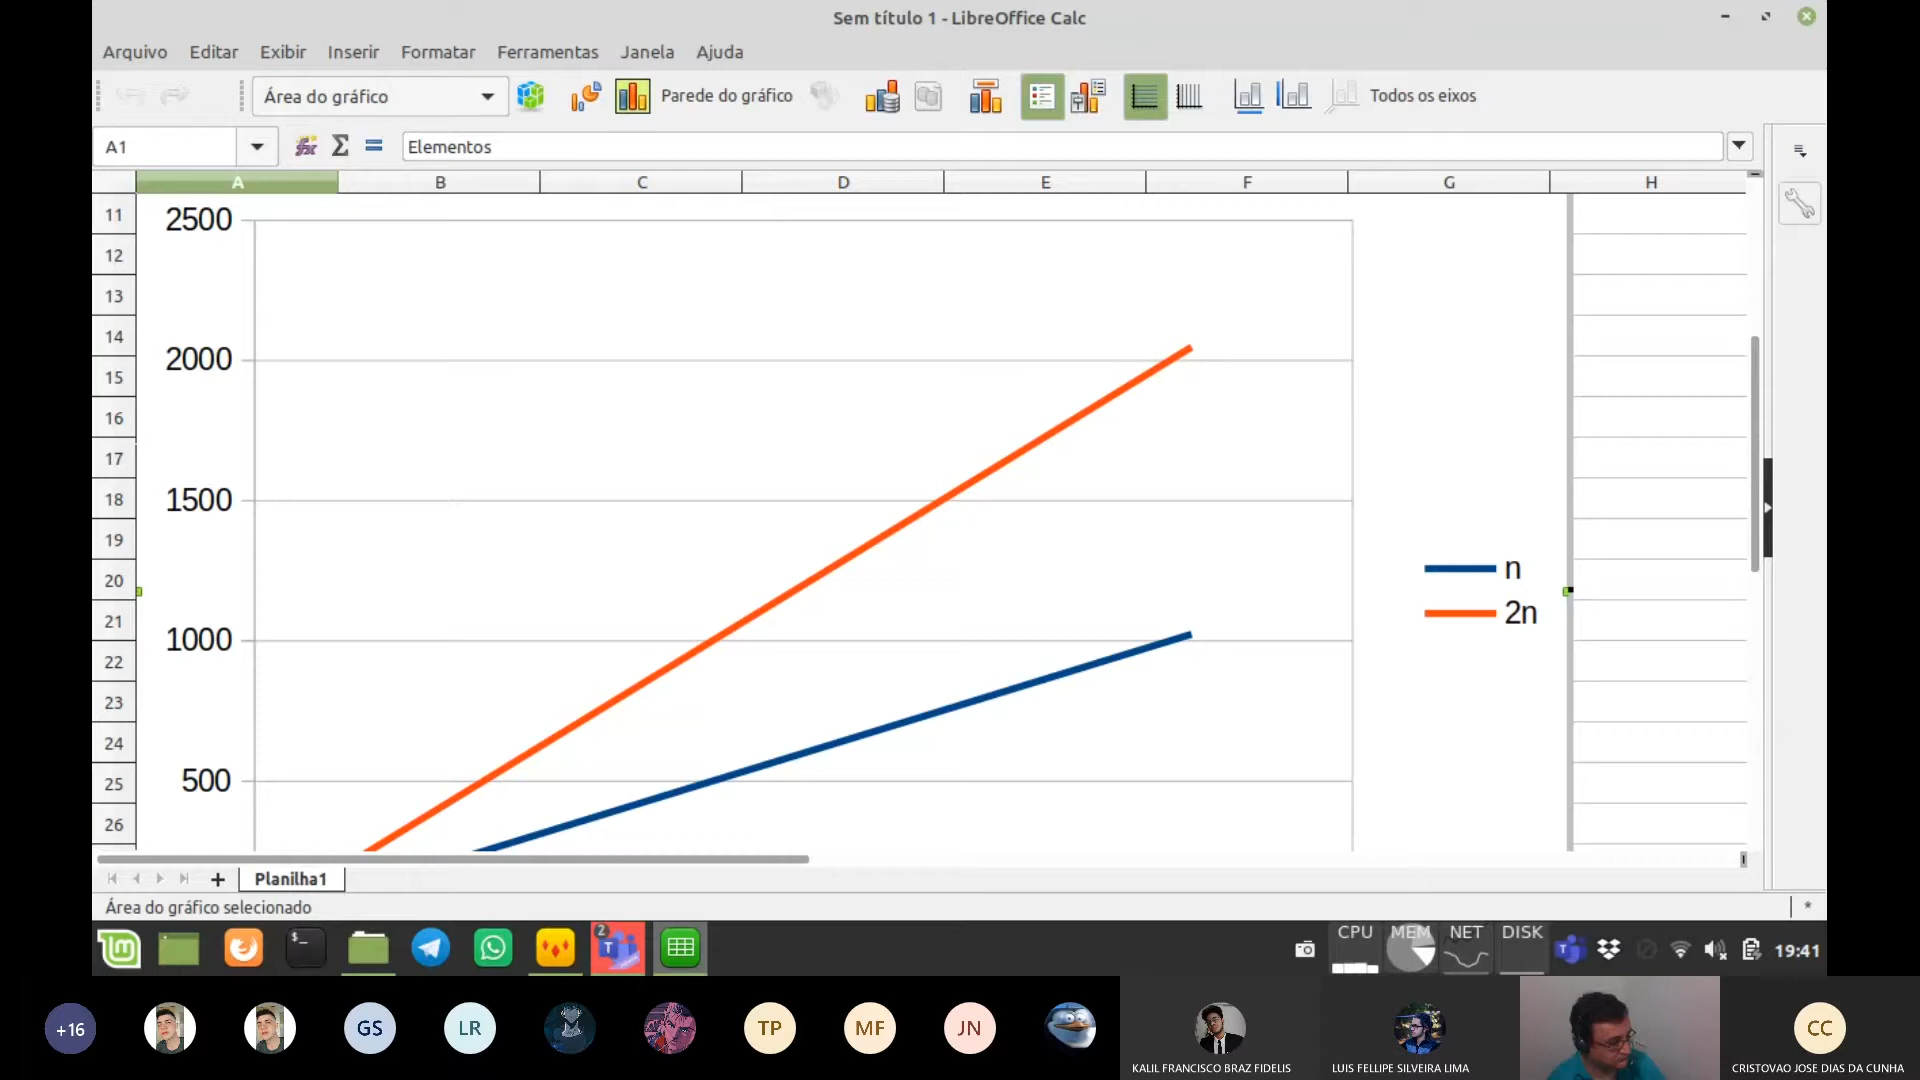 Sem título 1 - LibreOffice Calc
Arquivo Editar Exibir Inserir Formatar Ferramentas Janela Ajuda
Área do gráfico Parede do gráfico Todos os eixos
A1 Elementos
A B C D E F G H
11
12
13
14
15
16
17
18
19
20
21
22
23
24
25
26
2500
2000
1500
1000
500
n
2n
Planilha1
Área do gráfico selecionado *
2 CPU MEM NET DISK 19:41
+16 GS LR TP MF JN CC
KALIL FRANCISCO BRAZ FIDELIS LUIS FELLIPE SILVEIRA LIMA CRISTOVAO JOSE DIAS DA CUNHA